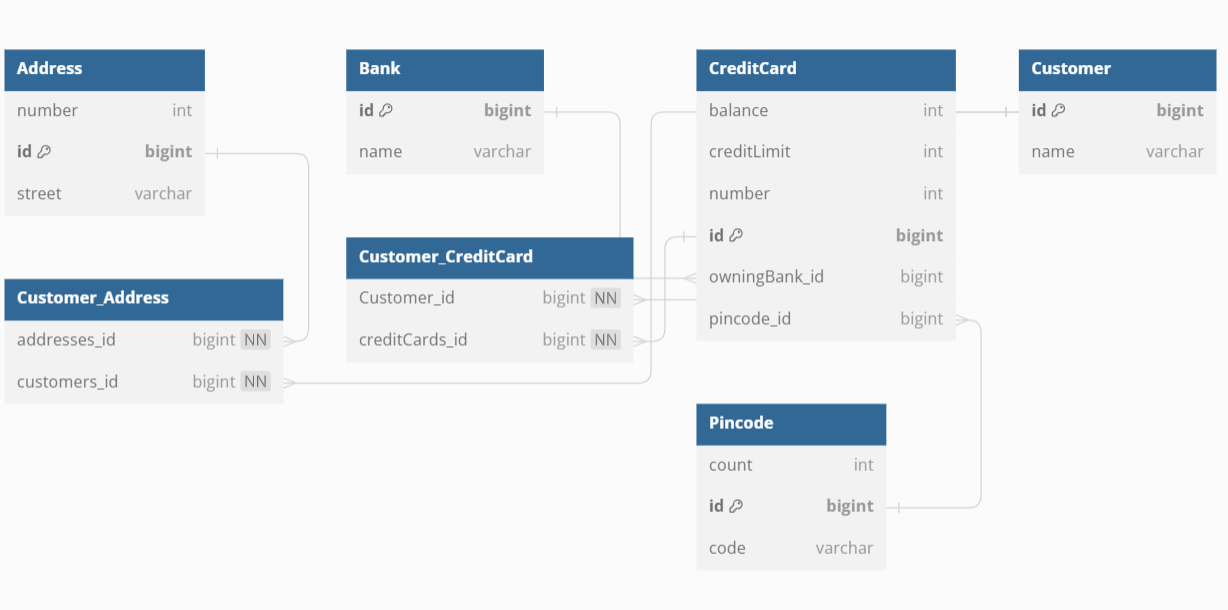 Address
number int
id bigint
street varchar
Bank
id bigint
name varchar
CreditCard
balance int
creditLimit int
number int
id bigint
owningBank_id bigint
pincode_id bigint
Customer
id bigint
name varchar
Customer_CreditCard
Customer_id bigint NN
creditCards_id bigint NN
Customer_Address
addresses_id bigint NN
customers_id bigint NN
Pincode
count int
id bigint
code varchar